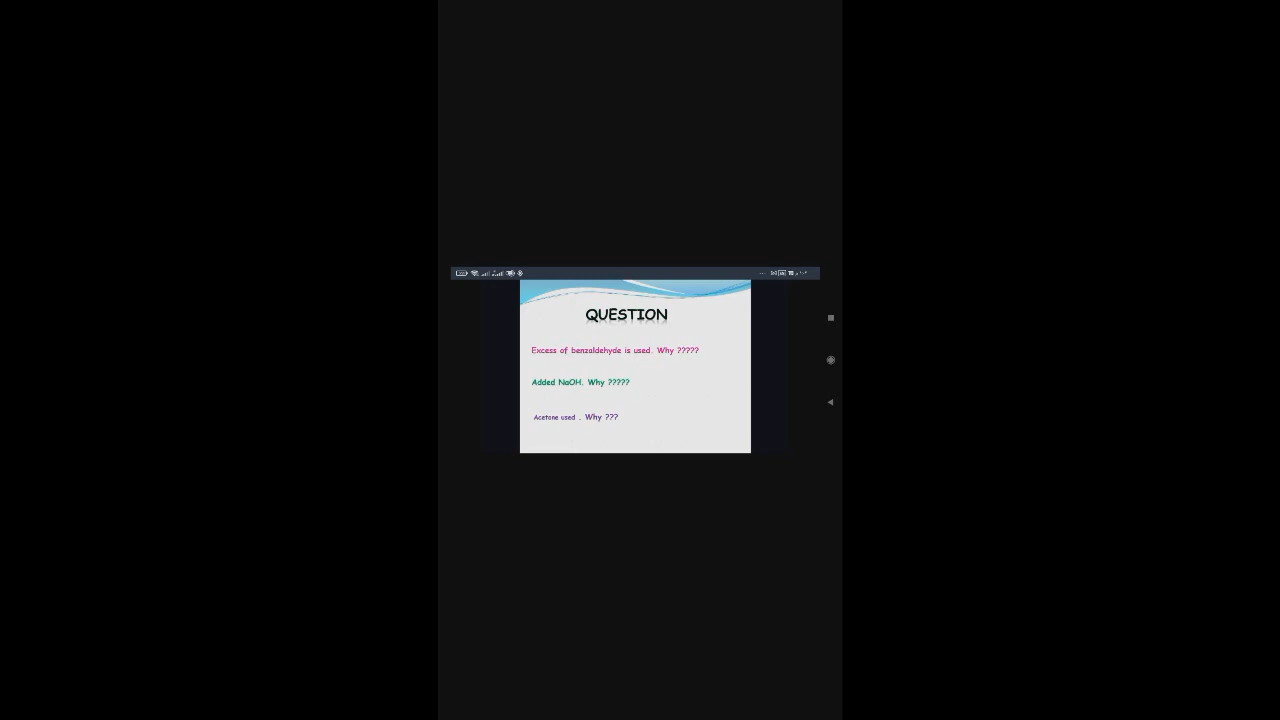 QUESTION
Excess of benzaldehyde is used. Why ?????
Added NaOH. Why ?????
Acetone used . Why ???